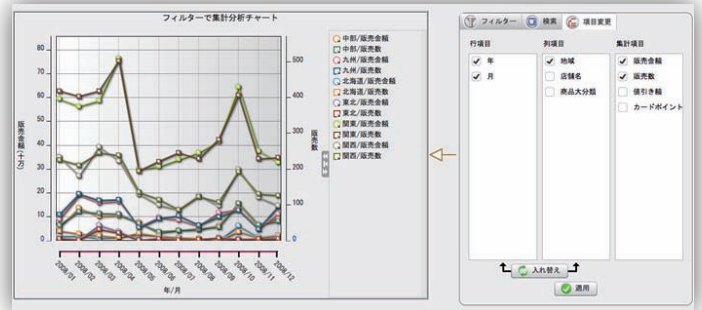 フィルターで集計分析チャート
販売金額(十万)
80
70
60
50
40
30
20
10
0
500
400
300
200
100
0
販売数
2008/01
2008/02
2008/03
2008/04
2008/05
2008/06
2008/07
2008/08
2008/09
2008/10
2008/11
2008/12
年/月
中部/販売金額
中部/販売数
九州/販売金額
九州/販売数
北海道/販売金額
北海道/販売数
東北/販売金額
東北/販売数
関東/販売金額
関東/販売数
関西/販売金額
関西/販売数
フィルター 検索 項目変更
行項目 列項目 集計項目
年 地域 販売金額
月 店舗名 販売数
商品大分類 値引き額
カードポイント
入れ替え
適用